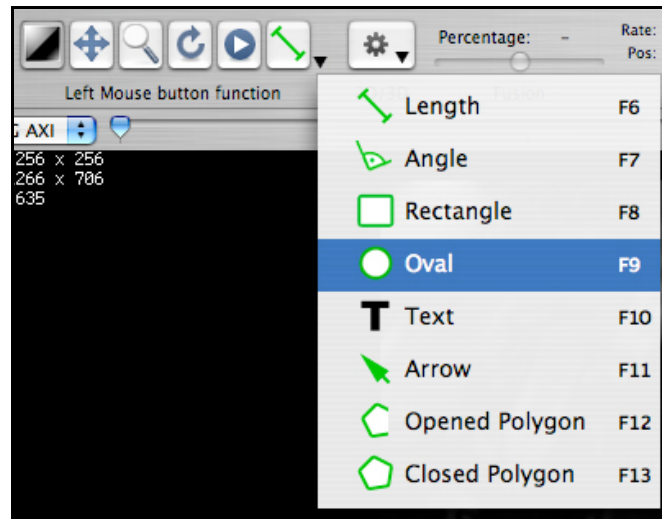 Percentage: -
Rate:
Pos:
Left Mouse button function
Fusion
G AXI
256 x 256
266 x 706
635
Length F6
Angle F7
Rectangle F8
Oval F9
Text F10
Arrow F11
Opened Polygon F12
Closed Polygon F13